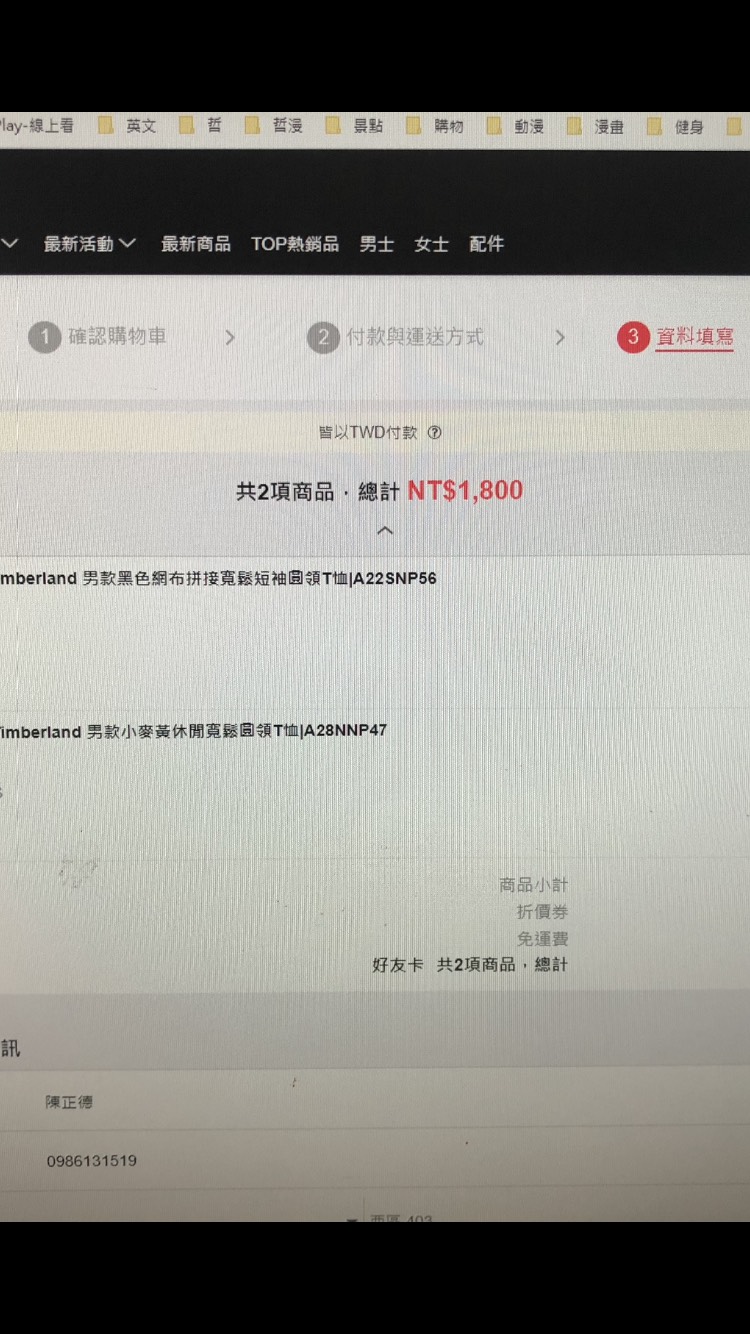 lay-線上看 英文 哲 哲漫 景點 購物 動漫 漫畫 健身
最新活動 最新商品 TOP熱銷品 男士 女士 配件
1 確認購物車 > 2 付款與運送方式 > 3 資料填寫
皆以TWD付款 ?
共2項商品，總計 NT$1,800
mberland 男款黑色網布拼接寬鬆短袖圓領T恤|A22SNP56
imberland 男款小麥黃休閒寬鬆圓領T恤|A28NNP47
商品小計
折價券
免運費
好友卡 共2項商品，總計
訊
陳正德
0986131519
西區 403